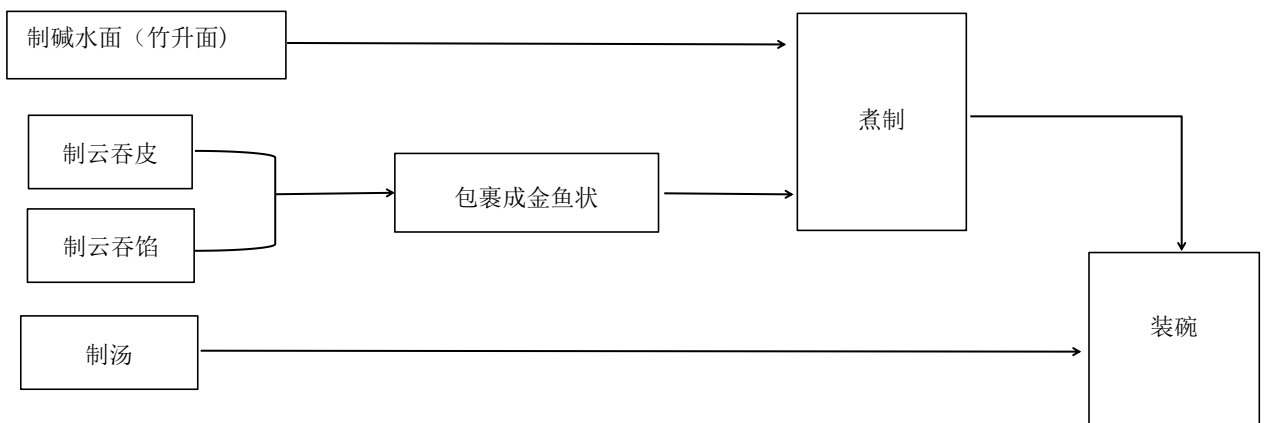 制碱水面（竹升面)
煮制
制云吞皮
包裹成金鱼状
制云吞馅
装碗
制汤